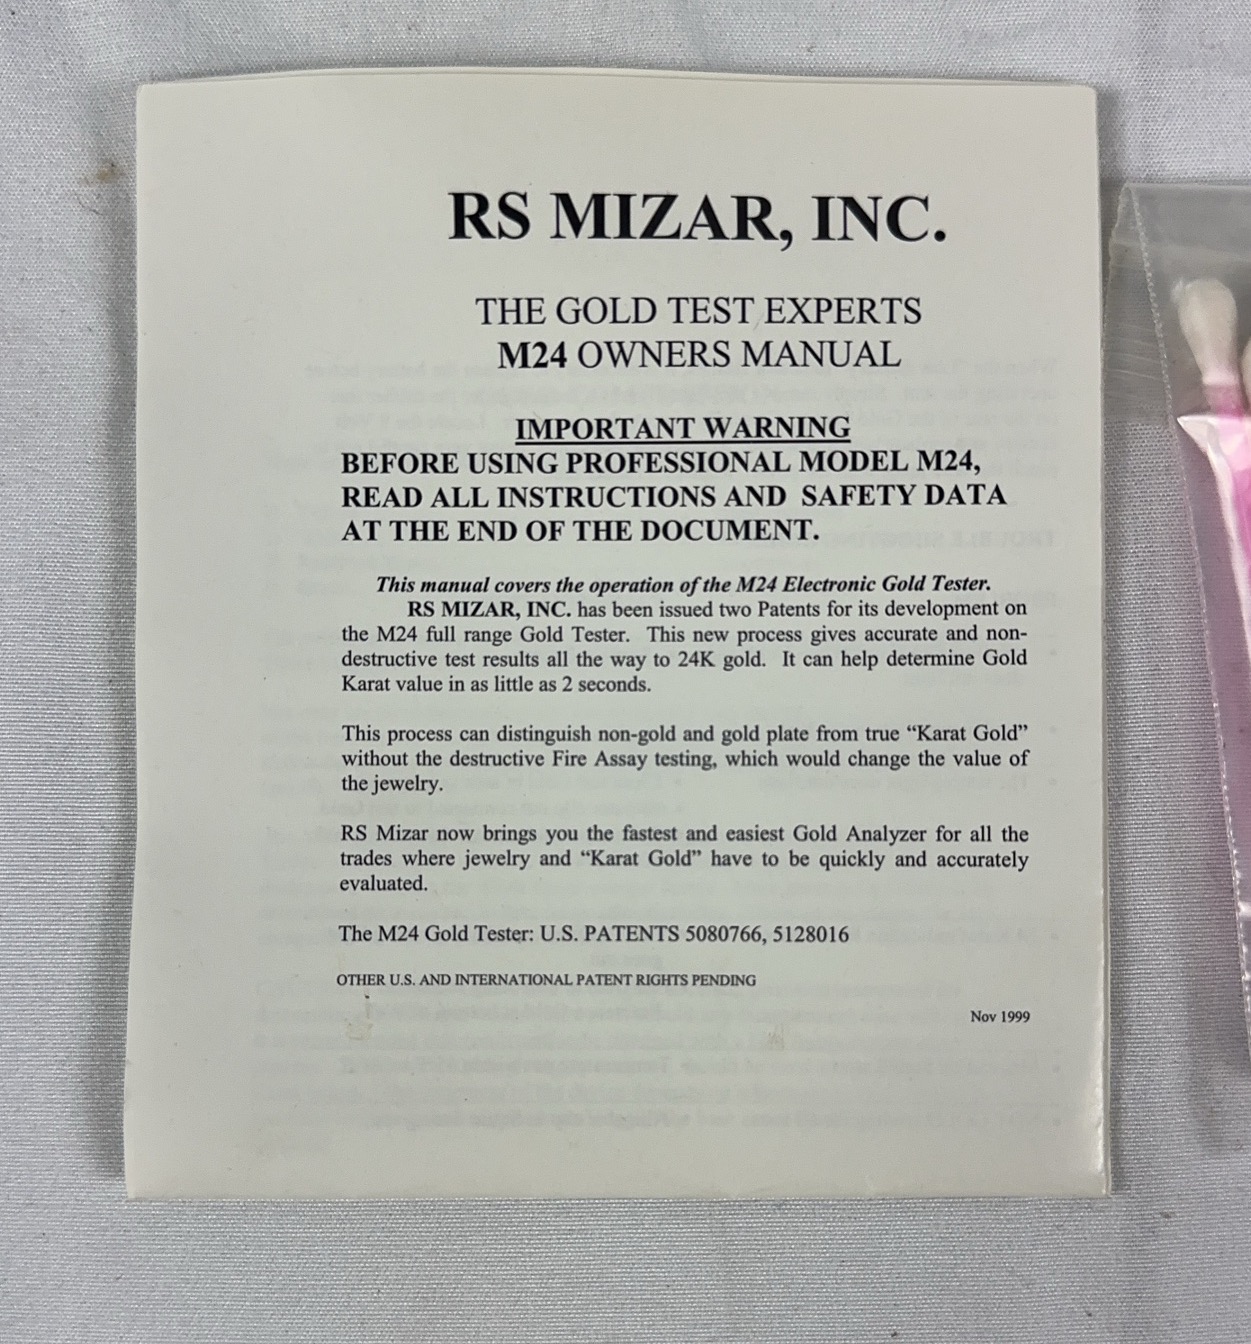 RS MIZAR, INC.
THE GOLD TEST EXPERTS
M24 OWNERS MANUAL
IMPORTANT WARNING
BEFORE USING PROFESSIONAL MODEL M24,
READ ALL INSTRUCTIONS AND SAFETY DATA
AT THE END OF THE DOCUMENT.
This manual covers the operation of the M24 Electronic Gold Tester.
RS MIZAR, INC. has been issued two Patents for its development on
the M24 full range Gold Tester. This new process gives accurate and non-
destructive test results all the way to 24K gold. It can help determine Gold
Karat value in as little as 2 seconds.
This process can distinguish non-gold and gold plate from true “Karat Gold”
without the destructive Fire Assay testing, which would change the value of
the jewelry.
RS Mizar now brings you the fastest and easiest Gold Analyzer for all the
trades where jewelry and “Karat Gold” have to be quickly and accurately
evaluated.
The M24 Gold Tester: U.S. PATENTS 5080766, 5128016
OTHER U.S. AND INTERNATIONAL PATENT RIGHTS PENDING
Nov 1999